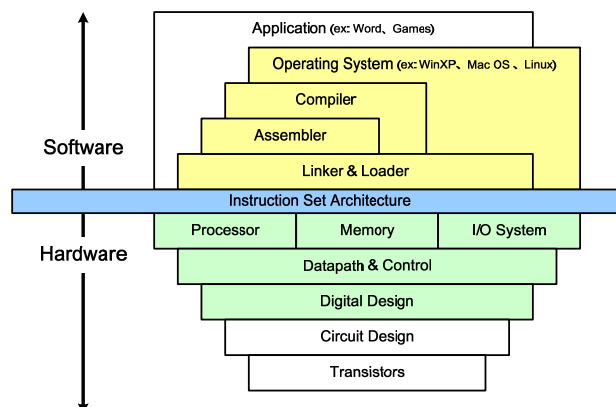 Application (ex: Word、Games)
Operating System (ex: WinXP、Mac OS 、Linux)
Compiler
Assembler
Software
Linker & Loader
Instruction Set Architecture
Processor
Memory
I/O System
Hardware
Datapath & Control
Digital Design
Circuit Design
Transistors